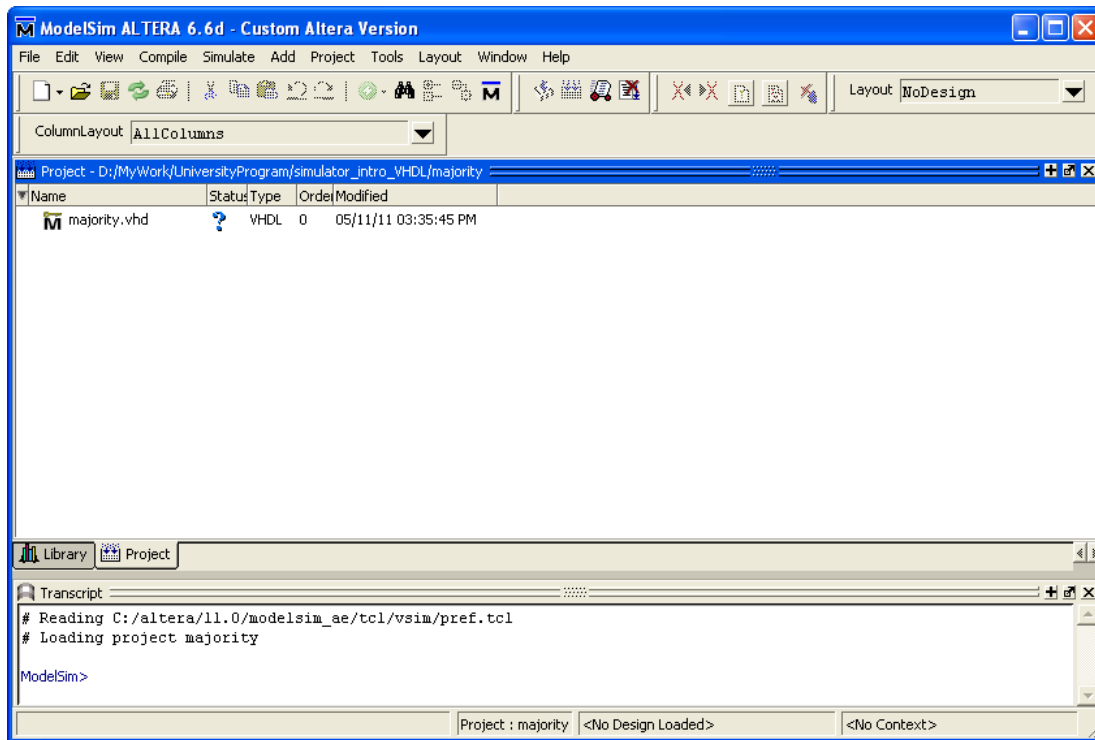 ModelSim ALTERA 6.6d - Custom Altera Version
File Edit View Compile Simulate Add Project Tools Layout Window Help
Layout NoDesign
ColumnLayout AllColumns
Project - D:/MyWork/UniversityProgram/simulator_intro_VHDL/majority
Name Status Type Order Modified
majority.vhd ? VHDL 0 05/11/11 03:35:45 PM
Library Project
Transcript
# Reading C:/altera/11.0/modelsim_ae/tcl/vsim/pref.tcl
# Loading project majority
ModelSim>
Project : majority <No Design Loaded> <No Context>